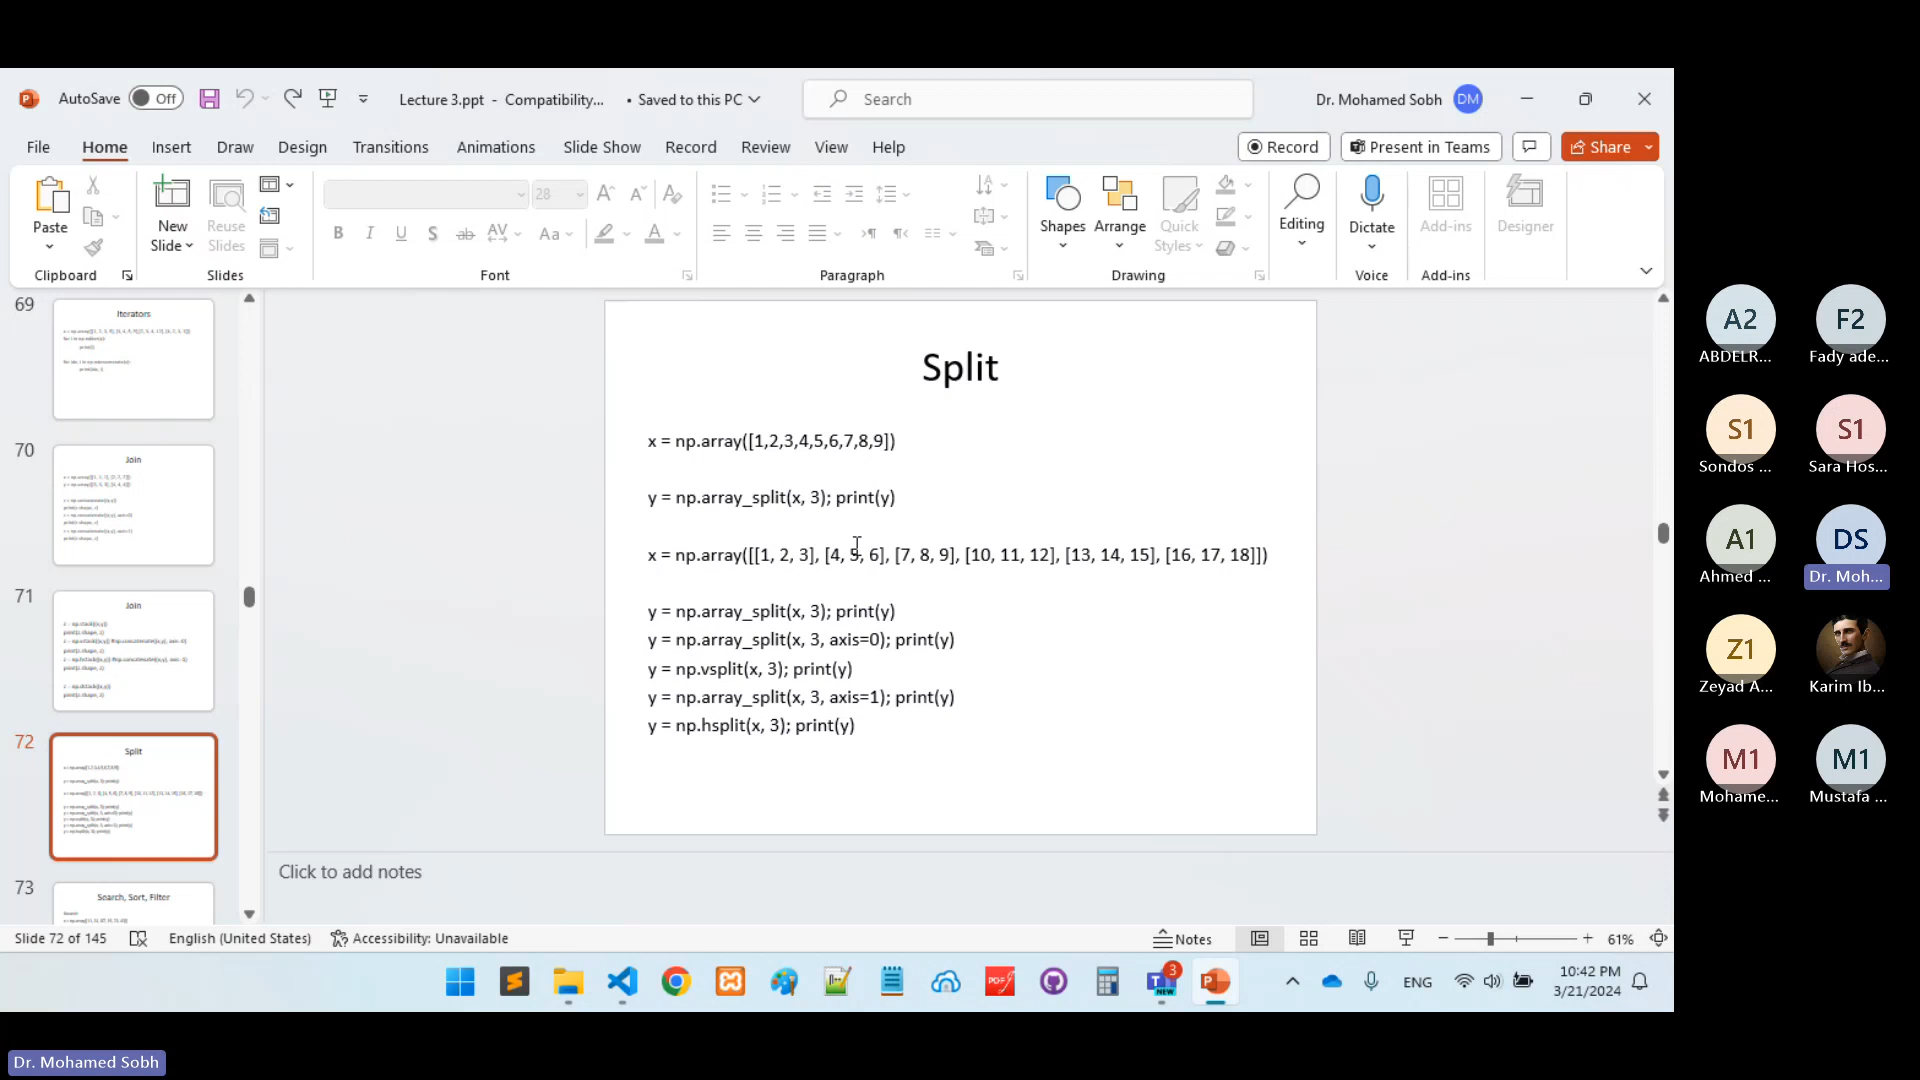 AutoSave
Off
Lecture 3.ppt - Compatibility... • Saved to this PC
Search
Dr. Mohamed Sobh
DM
File
Home
Insert
Draw
Design
Transitions
Animations
Slide Show
Record
Review
View
Help
Record
Present in Teams
Share
Paste
New
Slide
Reuse
Slides
28
B I U S ab AV Aa A
Shapes
Arrange
Quick
Styles
Editing
Dictate
Add-ins
Designer
Clipboard
Slides
Font
Paragraph
Drawing
Voice
Add-ins
69
Iterators
70
Join
71
Join
72
Split
73
Search, Sort, Filter
Split
x = np.array([1,2,3,4,5,6,7,8,9])
y = np.array_split(x, 3); print(y)
x = np.array([[1, 2, 3], [4, 5, 6], [7, 8, 9], [10, 11, 12], [13, 14, 15], [16, 17, 18]])
y = np.array_split(x, 3); print(y)
y = np.array_split(x, 3, axis=0); print(y)
y = np.vsplit(x, 3); print(y)
y = np.array_split(x, 3, axis=1); print(y)
y = np.hsplit(x, 3); print(y)
Click to add notes
Slide 72 of 145
English (United States)
Accessibility: Unavailable
Notes
61%
ENG
10:42 PM
3/21/2024
A2
ABDELR...
F2
Fady ade...
S1
Sondos ...
S1
Sara Hos...
A1
Ahmed ...
DS
Dr. Moh...
Z1
Zeyad A...
Karim Ib...
M1
Mohame...
M1
Mustafa ...
Dr. Mohamed Sobh